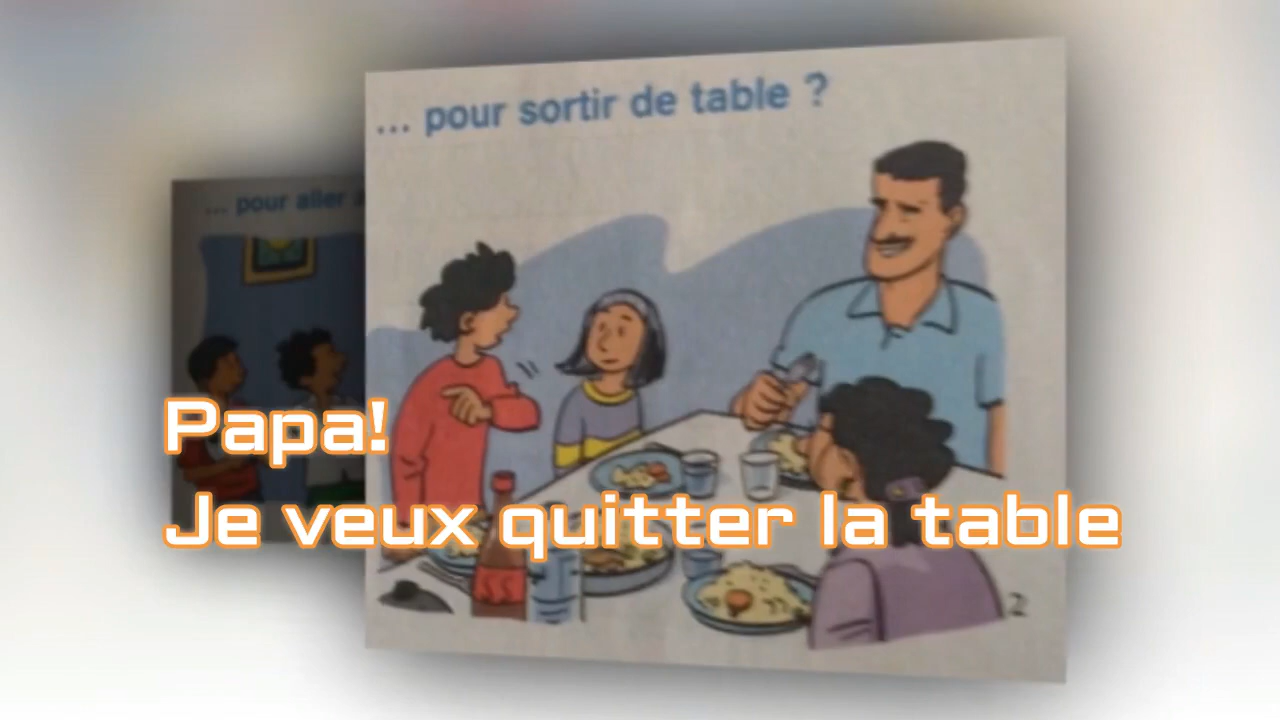 ... pour sortir de table ?
... pour aller
Papa!
Je veux quitter la table
2